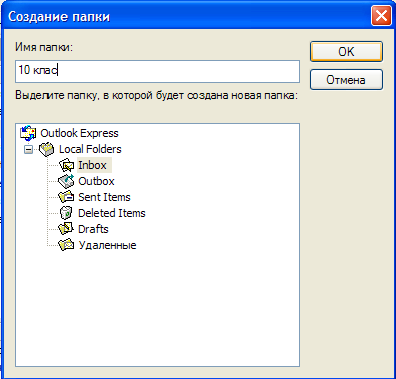 Создание папки
Имя папки:
OK
10 клас
Отмена
Выделите папку, в которой будет создана новая папка:
Outlook Express
Local Folders
Inbox
Outbox
Sent Items
Deleted Items
Drafts
Удаленные